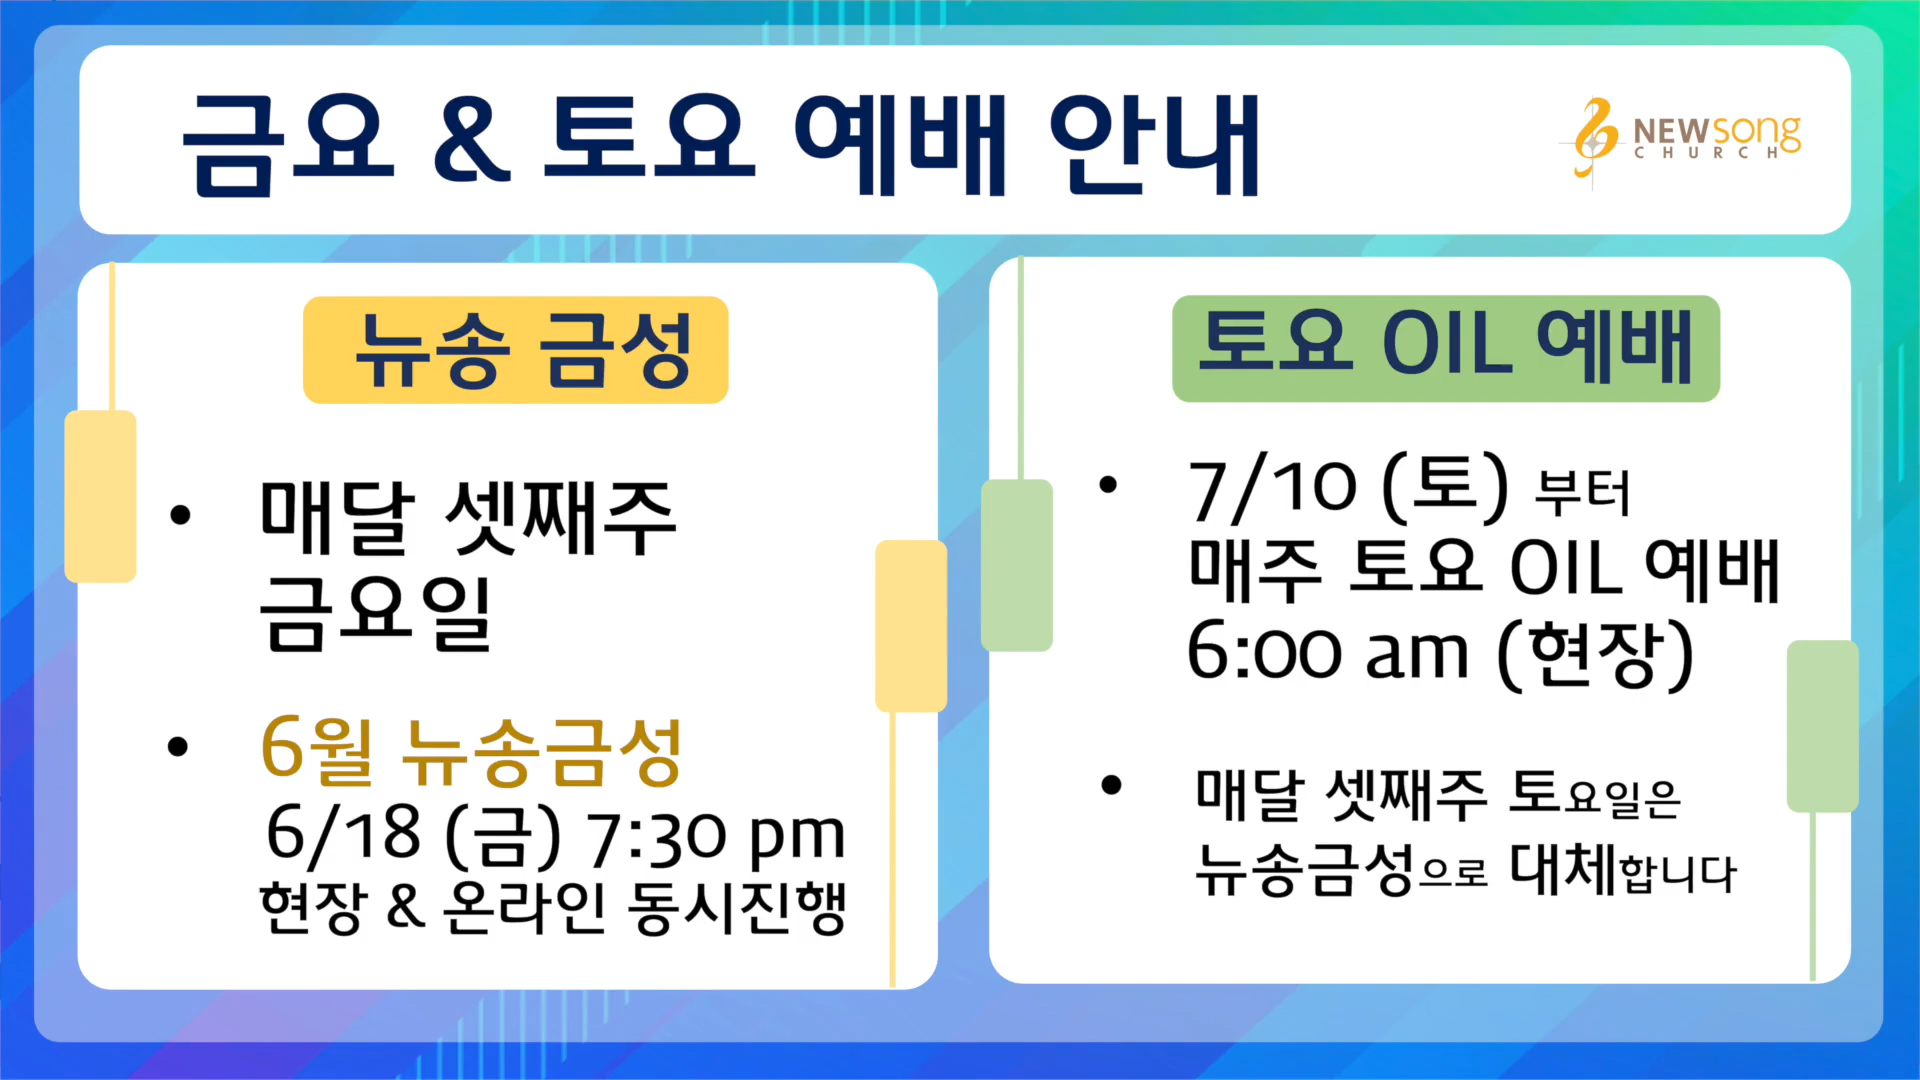 금요 & 토요 예배 안내
NEWSong
CHURCH
뉴송 금성
• 매달 셋째주
금요일
• 6월 뉴송금성
6/18 (금) 7:30 pm
현장 & 온라인 동시진행
토요 OIL 예배
• 7/10 (토) 부터
매주 토요 OIL 예배
6:00 am (현장)
• 매달 셋째주 토요일은
뉴송금성으로 대체합니다